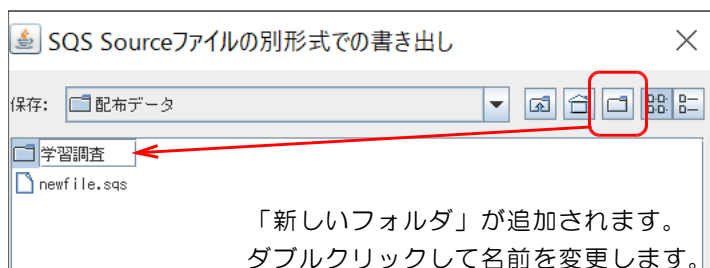 SQS Sourceファイルの別形式での書き出し
保存: 配布データ
学習調査
newfile.sqs
「新しいフォルダ」が追加されます。
ダブルクリックして名前を変更します。